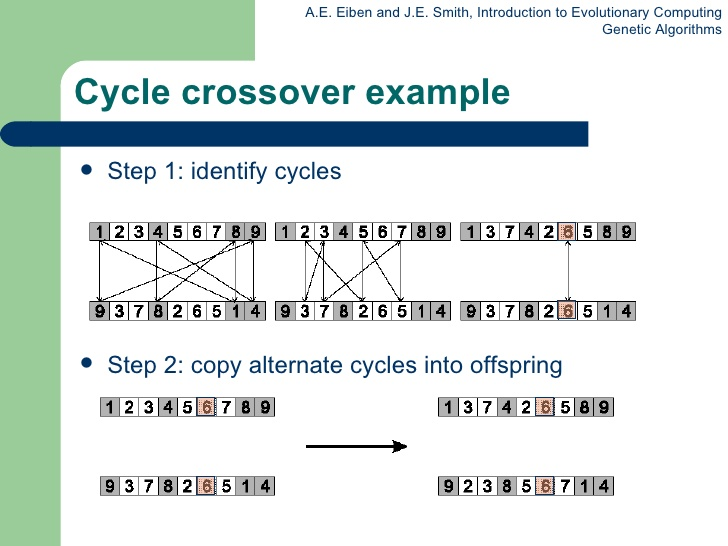 A.E. Eiben and J.E. Smith, Introduction to Evolutionary Computing
Genetic Algorithms
Cycle crossover example
Step 1: identify cycles
1 2 3 4 5 6 7 8 9 1 2 3 4 5 6 7 8 9 1 3 7 4 2 6 5 8 9
9 3 7 8 2 6 5 1 4 9 3 7 8 2 6 5 1 4 9 3 7 8 2 6 5 1 4
Step 2: copy alternate cycles into offspring
1 2 3 4 5 6 7 8 9 1 3 7 4 2 6 5 8 9
9 3 7 8 2 6 5 1 4 9 2 3 8 5 6 7 1 4